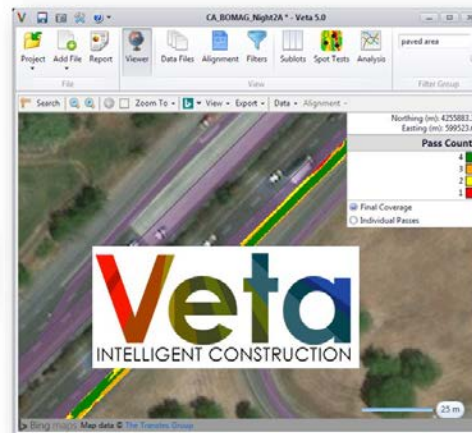 CA_BOMAG_Night2A * - Veta 5.0
Project Add File Report Viewer Data Files Alignment Filters Sublots Spot Tests Analysis
paved area
File View Filter Group
Search Zoom To View Export Data Alignment
Northing (m): 4255883.
Easting (m): 599523.
Pass Count
4
3
2
1
Final Coverage
Individual Passes
Veta
INTELLIGENT CONSTRUCTION
25 m
Bing maps Map data © The Transtec Group